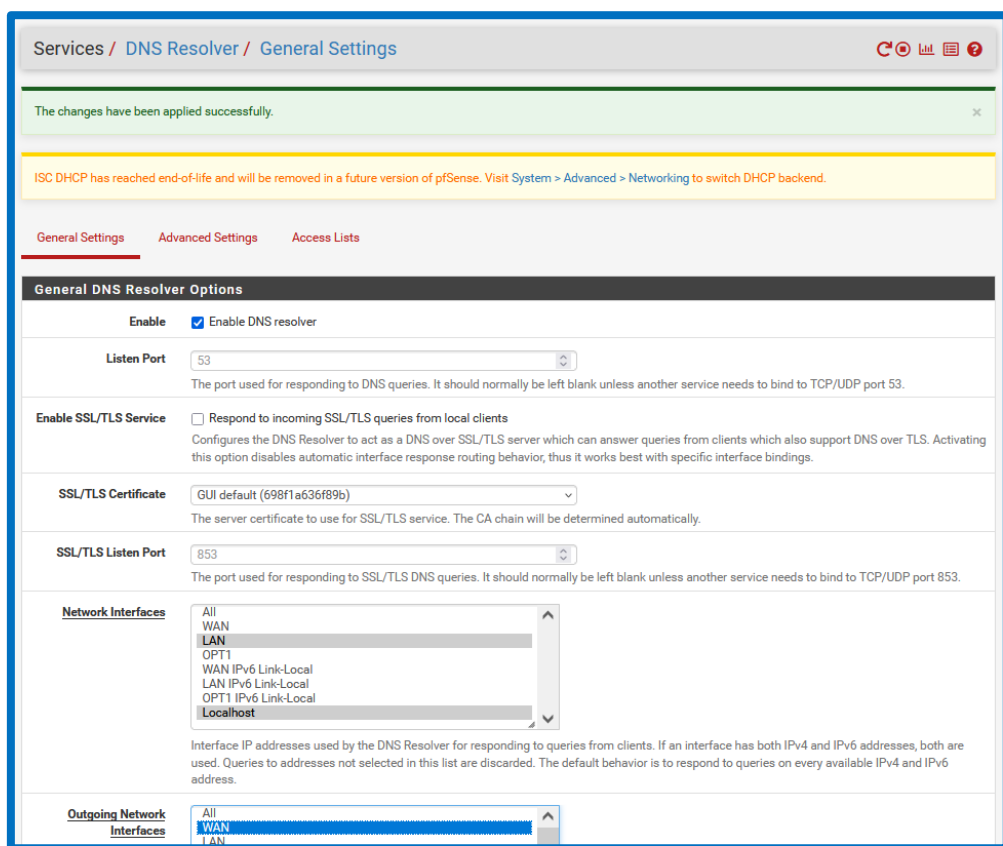 Services / DNS Resolver / General Settings
The changes have been applied successfully.
×
ISC DHCP has reached end-of-life and will be removed in a future version of pfSense. Visit System > Advanced > Networking to switch DHCP backend.
General Settings Advanced Settings Access Lists
General DNS Resolver Options
Enable Enable DNS resolver
Listen Port 53
The port used for responding to DNS queries. It should normally be left blank unless another service needs to bind to TCP/UDP port 53.
Enable SSL/TLS Service Respond to incoming SSL/TLS queries from local clients
Configures the DNS Resolver to act as a DNS over SSL/TLS server which can answer queries from clients which also support DNS over TLS. Activating
this option disables automatic interface response routing behavior, thus it works best with specific interface bindings.
SSL/TLS Certificate GUI default (698f1a636f89b)
The server certificate to use for SSL/TLS service. The CA chain will be determined automatically.
SSL/TLS Listen Port 853
The port used for responding to SSL/TLS DNS queries. It should normally be left blank unless another service needs to bind to TCP/UDP port 853.
Network Interfaces All
WAN
LAN
OPT1
WAN IPv6 Link-Local
LAN IPv6 Link-Local
OPT1 IPv6 Link-Local
Localhost
Interface IP addresses used by the DNS Resolver for responding to queries from clients. If an interface has both IPv4 and IPv6 addresses, both are
used. Queries to addresses not selected in this list are discarded. The default behavior is to respond to queries on every available IPv4 and IPv6
address.
Outgoing Network All
Interfaces WAN
LAN